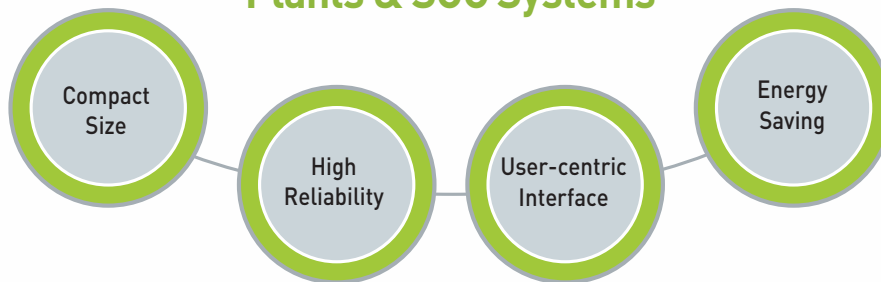 Compact
Size
High
Reliability
User-centric
Interface
Energy
Saving